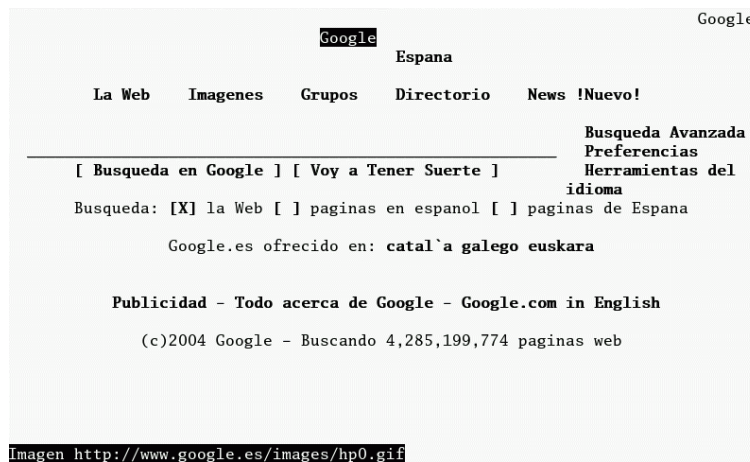 Google
Google
Espana
La Web Imagenes Grupos Directorio News !Nuevo!
Busqueda Avanzada
Preferencias
[ Busqueda en Google ] [ Voy a Tener Suerte ] Herramientas del
idioma
Busqueda: [X] la Web [ ] paginas en espanol [ ] paginas de Espana
Google.es ofrecido en: catal`a galego euskara
Publicidad - Todo acerca de Google - Google.com in English
(c)2004 Google - Buscando 4,285,199,774 paginas web
Imagen http://www.google.es/images/hp0.gif